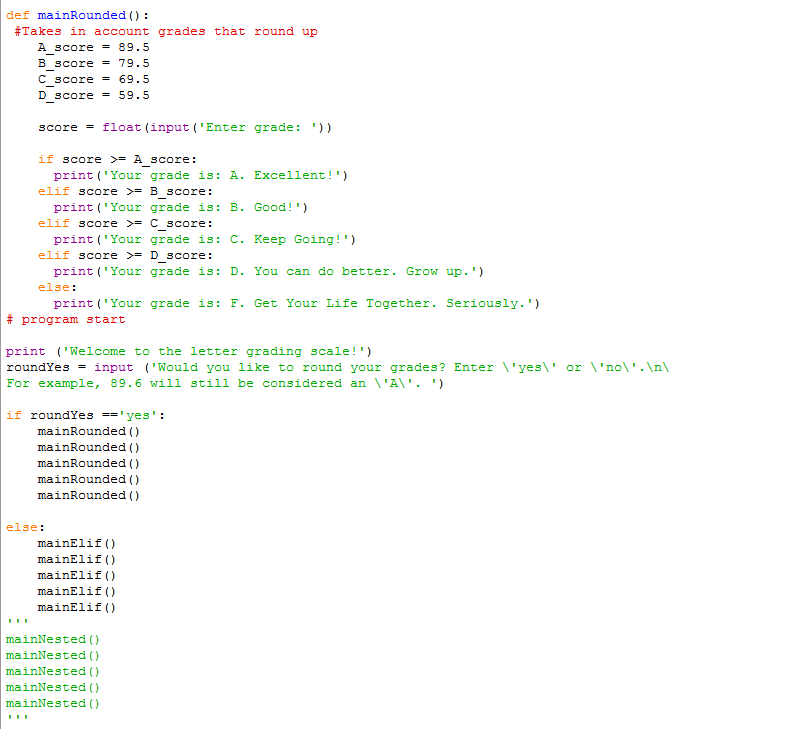 def mainRounded():
 #Takes in account grades that round up
    A_score = 89.5
    B_score = 79.5
    C_score = 69.5
    D_score = 59.5

    score = float(input('Enter grade: '))

    if score >= A_score:
      print('Your grade is: A. Excellent!')
    elif score >= B_score:
      print('Your grade is: B. Good!')
    elif score >= C_score:
      print('Your grade is: C. Keep Going!')
    elif score >= D_score:
      print('Your grade is: D. You can do better. Grow up.')
    else:
      print('Your grade is: F. Get Your Life Together. Seriously.')
# program start

print ('Welcome to the letter grading scale!')
roundYes = input ('Would you like to round your grades? Enter \'yes\' or \'no\'.\n\
For example, 89.6 will still be considered an \'A\'. ')

if roundYes =='yes':
    mainRounded()
    mainRounded()
    mainRounded()
    mainRounded()
    mainRounded()

else:
    mainElif()
    mainElif()
    mainElif()
    mainElif()
    mainElif()
'''
mainNested()
mainNested()
mainNested()
mainNested()
mainNested()
'''